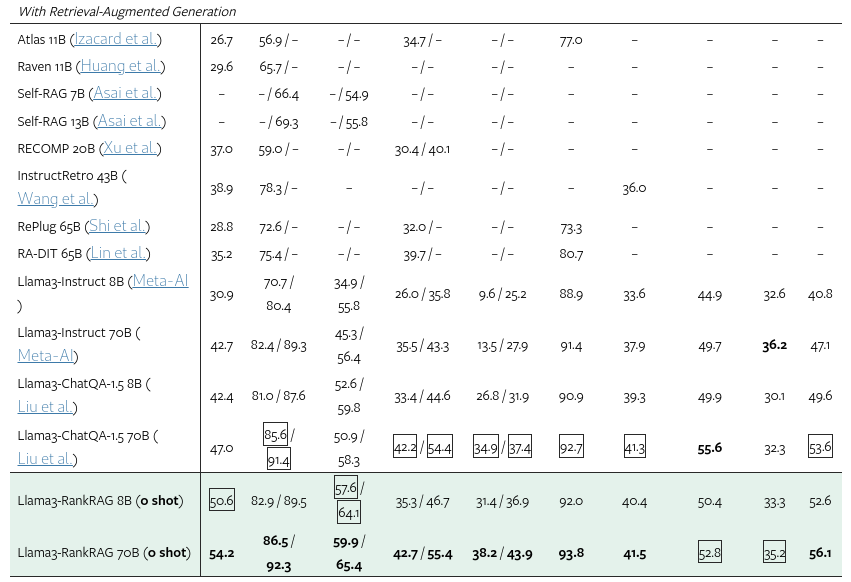 With Retrieval-Augmented Generation
Atlas 11B (Izacard et al.) 26.7 56.9 / – – / – 34.7 / – – / – 77.0 – – – –
Raven 11B (Huang et al.) 29.6 65.7 / – – / – – / – – / – – – – – –
Self-RAG 7B (Asai et al.) – – / 66.4 – / 54.9 – / – – / – – – – – –
Self-RAG 13B (Asai et al.) – – / 69.3 – / 55.8 – / – – / – – – – – –
RECOMP 20B (Xu et al.) 37.0 59.0 / – – / – 30.4 / 40.1 – / – – – – – –
InstructRetro 43B (
Wang et al.) 38.9 78.3 / – – – / – – / – – 36.0 – – –
RePlug 65B (Shi et al.) 28.8 72.6 / – – / – 32.0 / – – / – 73.3 – – – –
RA-DIT 65B (Lin et al.) 35.2 75.4 / – – / – 39.7 / – – / – 80.7 – – – –
Llama3-Instruct 8B (Meta-AI
) 30.9 70.7 / 80.4 34.9 / 55.8 26.0 / 35.8 9.6 / 25.2 88.9 33.6 44.9 32.6 40.8
Llama3-Instruct 70B (
Meta-AI) 42.7 82.4 / 89.3 45.3 / 56.4 35.5 / 43.3 13.5 / 27.9 91.4 37.9 49.7 36.2 47.1
Llama3-ChatQA-1.5 8B (
Liu et al.) 42.4 81.0 / 87.6 52.6 / 59.8 33.4 / 44.6 26.8 / 31.9 90.9 39.3 49.9 30.1 49.6
Llama3-ChatQA-1.5 70B (
Liu et al.) 47.0 85.6 / 91.4 50.9 / 58.3 42.2 / 54.4 34.9 / 37.4 92.7 41.3 55.6 32.3 53.6
Llama3-RankRAG 8B (0 shot) 50.6 82.9 / 89.5 57.6 / 64.1 35.3 / 46.7 31.4 / 36.9 92.0 40.4 50.4 33.3 52.6
Llama3-RankRAG 70B (0 shot) 54.2 86.5 / 92.3 59.9 / 65.4 42.7 / 55.4 38.2 / 43.9 93.8 41.5 52.8 35.2 56.1